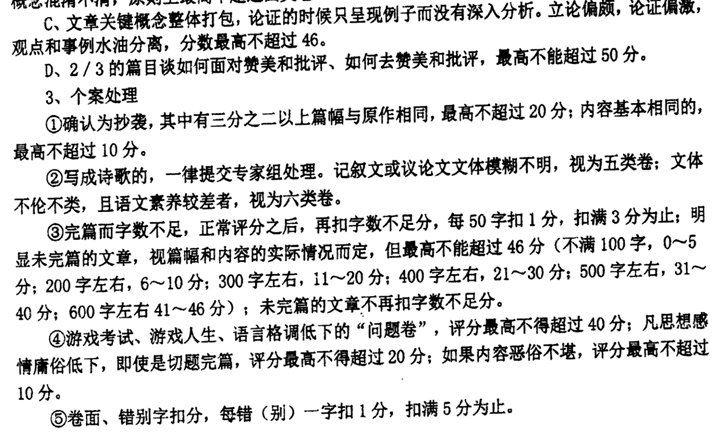 C、文章关键概念整体打包，论证的时候只呈现例子而没有深入分析。立论偏颇，论证偏激，
观点和事例水油分离，分数最高不超过46。
D、2/3的篇目谈如何面对赞美和批评、如何去赞美和批评，最高不能超过50分。
3、个案处理
①确认为抄袭，其中有三分之二以上篇幅与原作相同，最高不超过20分；内容基本相同的，
最高不超过10分。
②写成诗歌的，一律提交专家组处理。记叙文或议论文文体模糊不明，视为五类卷；文体
不伦不类，且语文素养较差者，视为六类卷。
③完篇而字数不足，正常评分之后，再扣字数不足分，每50字扣1分，扣满3分为止；明
显未完篇的文章，视篇幅和内容的实际情况而定，但最高不能超过46分（不满100字，0～5
分；200字左右，6～10分；300字左右，11～20分；400字左右，21～30分；500字左右，31～
40分；600字左右41～46分）；未完篇的文章不再扣字数不足分。
④游戏考试、游戏人生、语言格调低下的“问题卷”，评分最高不得超过40分；凡思想感
情庸俗低下，即使是切题完篇，评分最高不得超过20分；如果内容恶俗不堪，评分最高不超过
10分。
⑤卷面、错别字扣分，每错（别）一字扣1分，扣满5分为止。